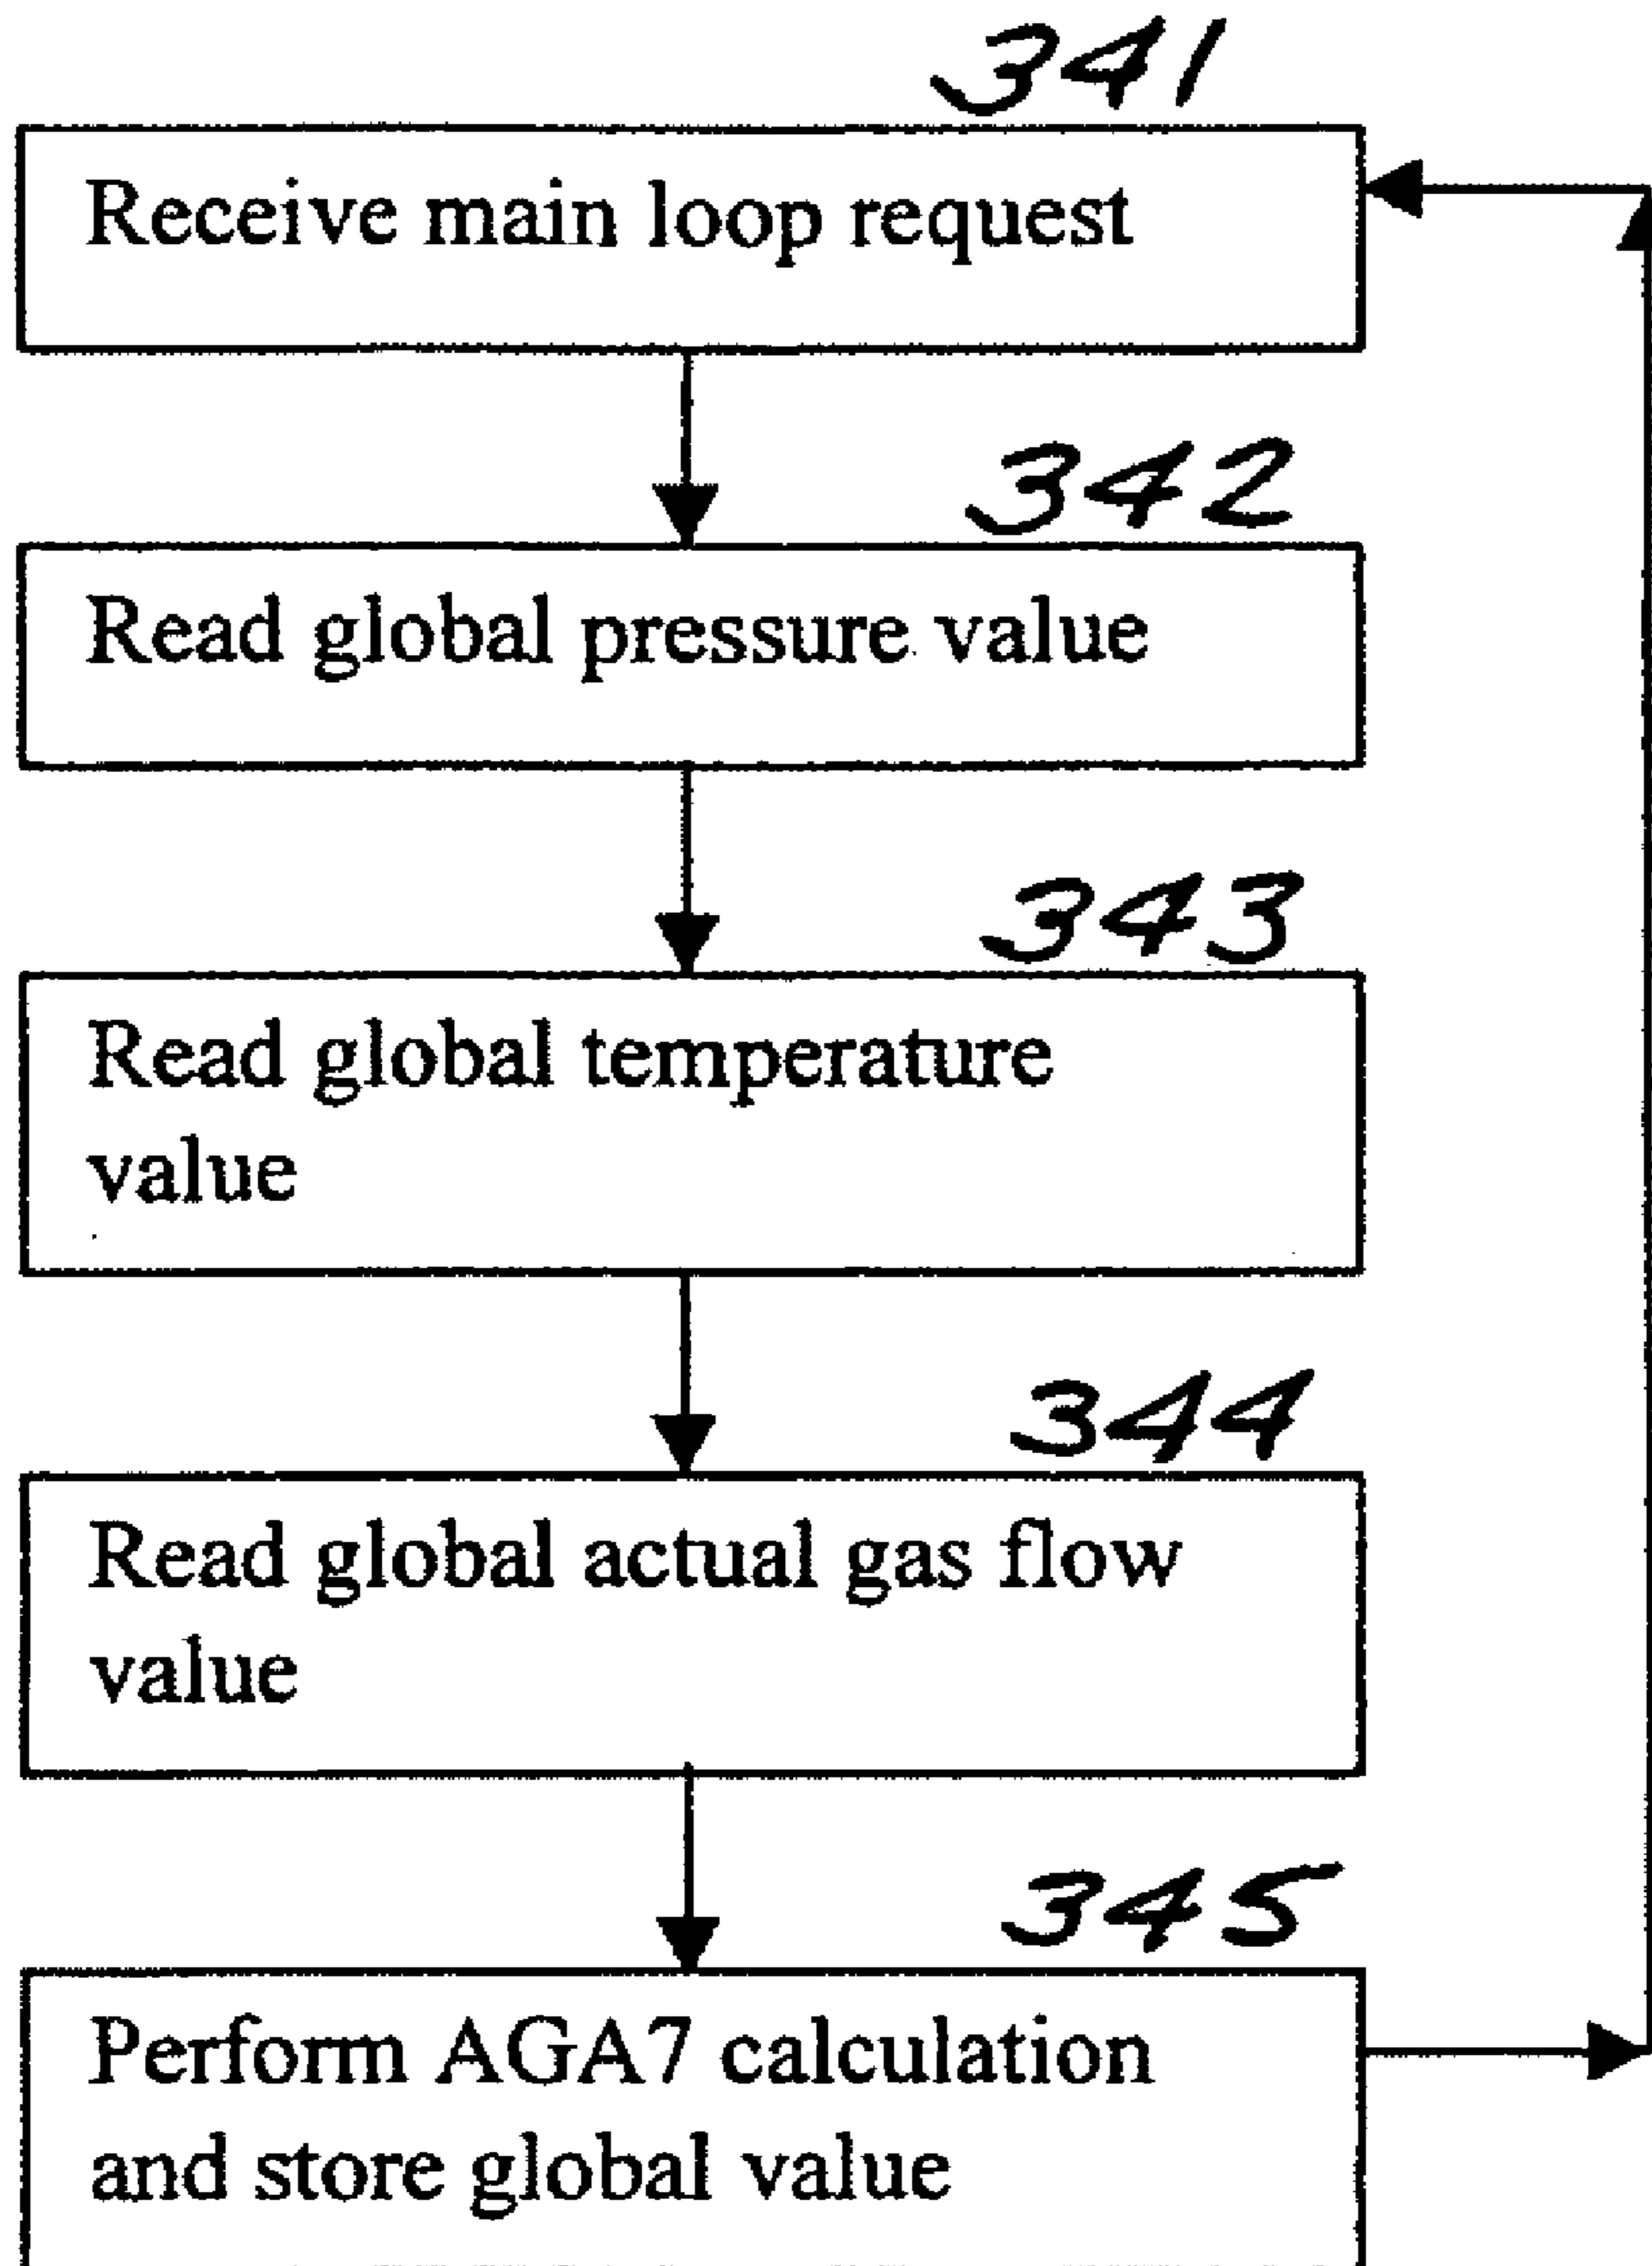 341
Receive main loop request
342
Read global pressure value
343
Read global temperature
value
344
Read global actual gas flow
value
345
Perform AGA7 calculation
and store global value